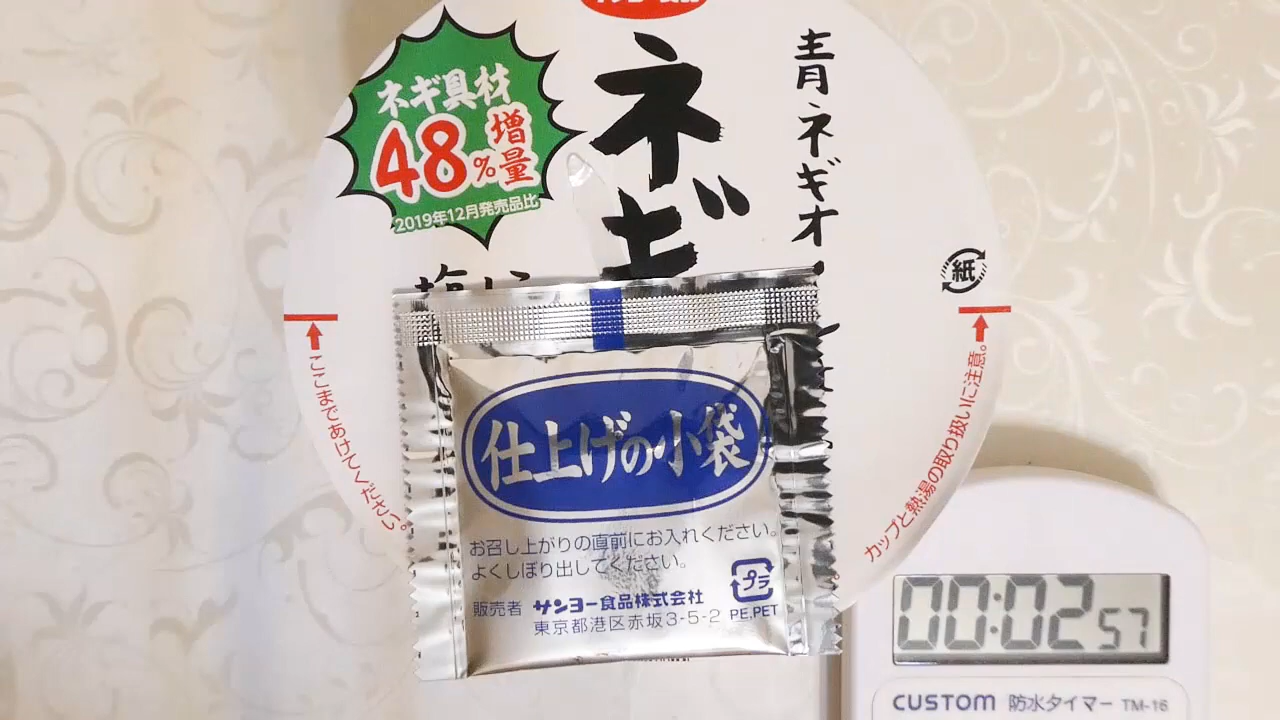 ネギ具材
48%増量
2019年12月発売品比
ネギ
青ネギオ
紙
ここまであけてください。
カップと熱湯の取り扱いに注意。
仕上げの小袋
お召し上がりの直前にお入れください。
よくしぼり出してください。
販売者 サンヨー食品株式会社
東京都港区赤坂3-5-2
プラ
PE,PET
00:02 57
CUSTOM 防水タイマー TM-16